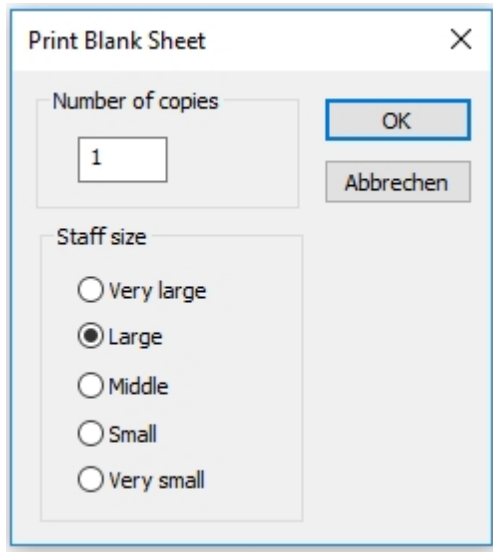 Print Blank Sheet
Number of copies
1
OK
Abbrechen
Staff size
Very large
Large
Middle
Small
Very small